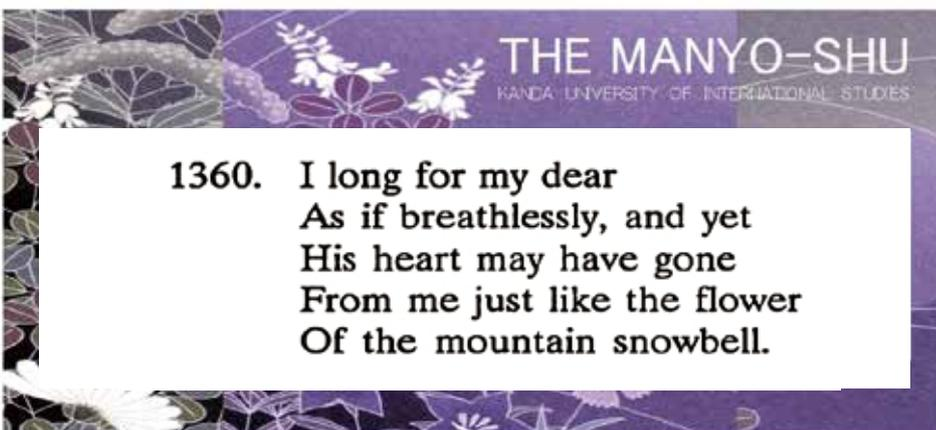 THE MANYO-SHU
KANDA UNIVERSITY OF INTERNATIONAL STUDIES
1360. I long for my dear
As if breathlessly, and yet
His heart may have gone
From me just like the flower
Of the mountain snowbell.